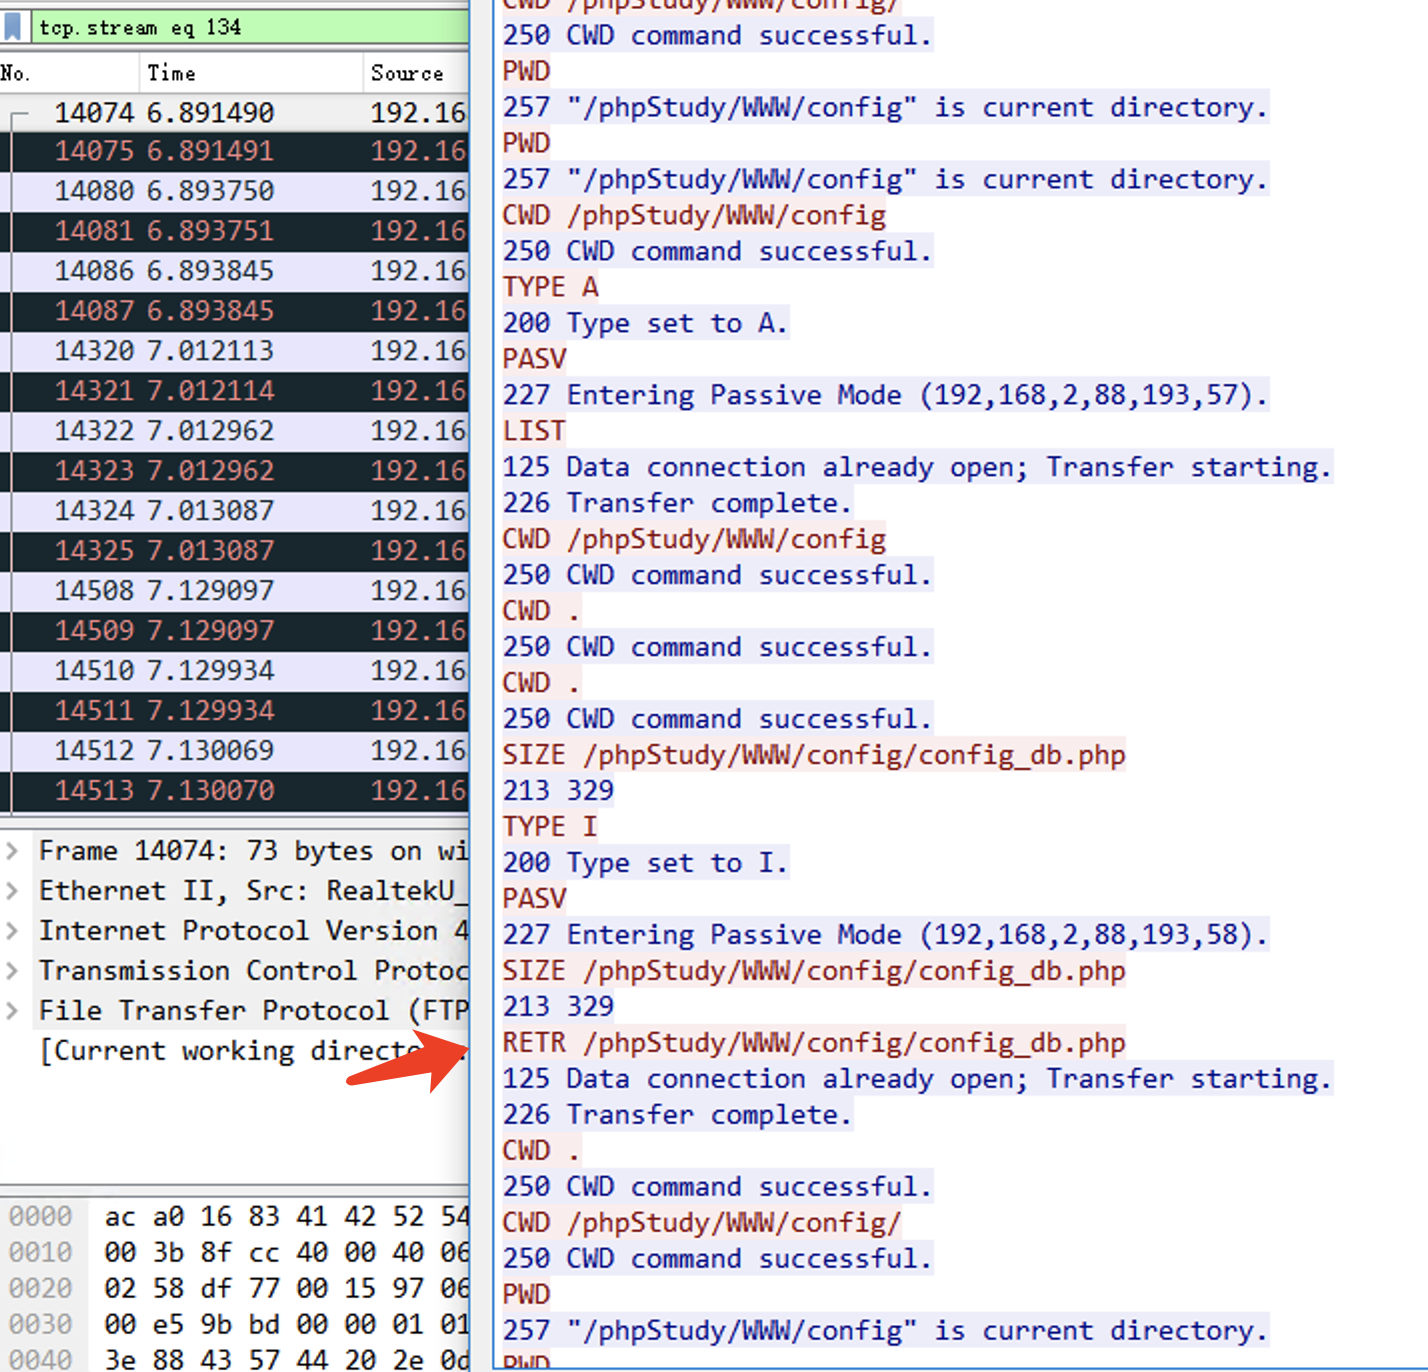 tcp.stream eq 134
No. Time Source
14074 6.891490 192.16
14075 6.891491 192.16
14080 6.893750 192.16
14081 6.893751 192.16
14086 6.893845 192.16
14087 6.893845 192.16
14320 7.012113 192.16
14321 7.012114 192.16
14322 7.012962 192.16
14323 7.012962 192.16
14324 7.013087 192.16
14325 7.013087 192.16
14508 7.129097 192.16
14509 7.129097 192.16
14510 7.129934 192.16
14511 7.129934 192.16
14512 7.130069 192.16
14513 7.130070 192.16
Frame 14074: 73 bytes on wi
Ethernet II, Src: RealtekU_
Internet Protocol Version 4
Transmission Control Protoc
File Transfer Protocol (FTP
[Current working directo
0000 ac a0 16 83 41 42 52 54
0010 00 3b 8f cc 40 00 40 06
0020 02 58 df 77 00 15 97 06
0030 00 e5 9b bd 00 00 01 01
0040 3e 88 43 57 44 20 2e 0d
CWD /phpStudy/WWW/config/
250 CWD command successful.
PWD
257 "/phpStudy/WWW/config" is current directory.
PWD
257 "/phpStudy/WWW/config" is current directory.
CWD /phpStudy/WWW/config
250 CWD command successful.
TYPE A
200 Type set to A.
PASV
227 Entering Passive Mode (192,168,2,88,193,57).
LIST
125 Data connection already open; Transfer starting.
226 Transfer complete.
CWD /phpStudy/WWW/config
250 CWD command successful.
CWD .
250 CWD command successful.
CWD .
250 CWD command successful.
SIZE /phpStudy/WWW/config/config_db.php
213 329
TYPE I
200 Type set to I.
PASV
227 Entering Passive Mode (192,168,2,88,193,58).
SIZE /phpStudy/WWW/config/config_db.php
213 329
RETR /phpStudy/WWW/config/config_db.php
125 Data connection already open; Transfer starting.
226 Transfer complete.
CWD .
250 CWD command successful.
CWD /phpStudy/WWW/config/
250 CWD command successful.
PWD
257 "/phpStudy/WWW/config" is current directory.
PWD